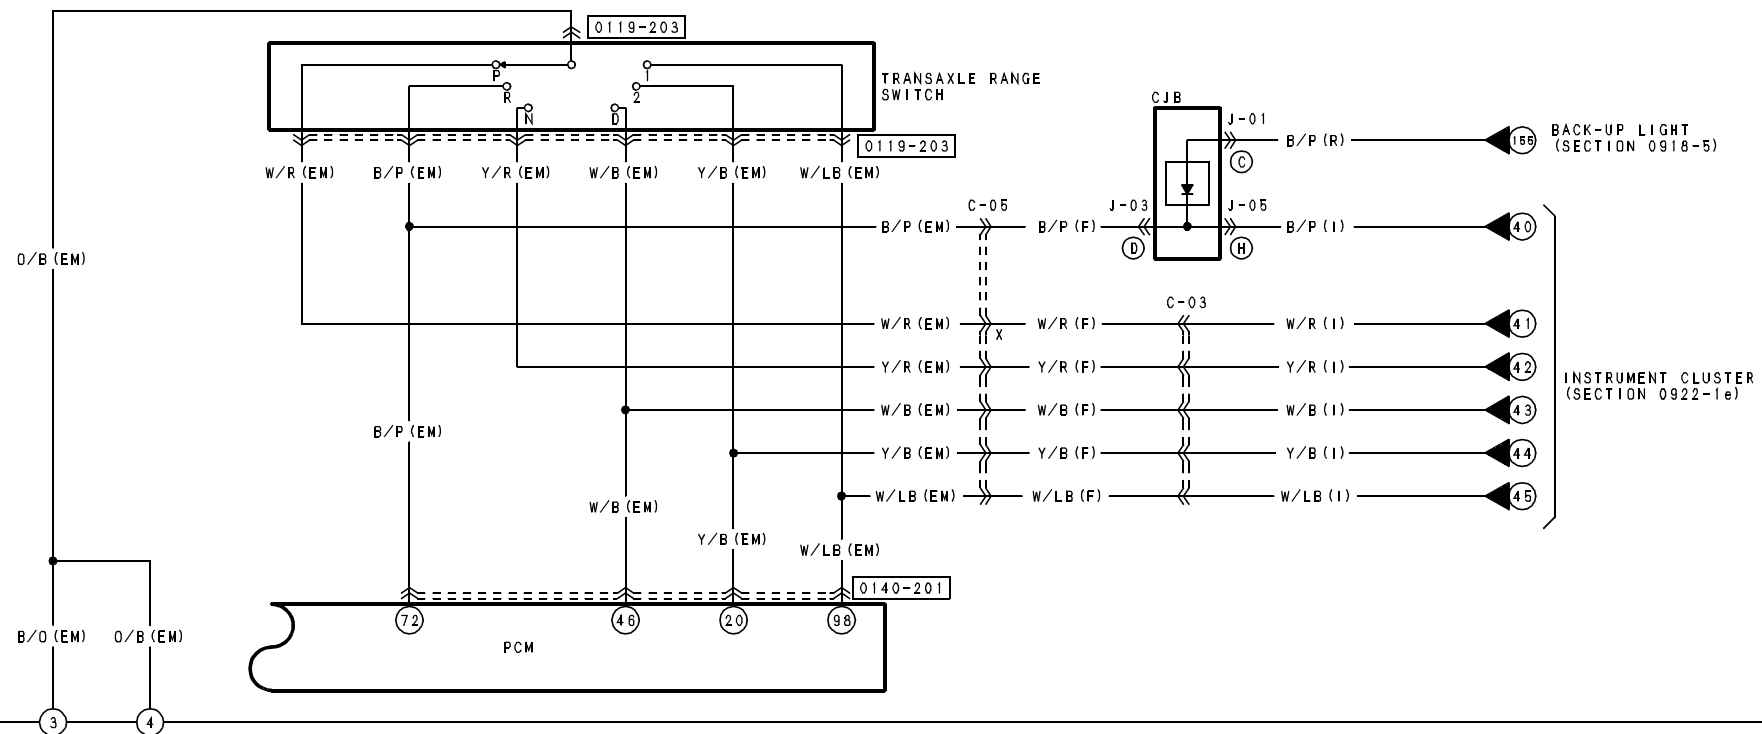 0119-203
TRANSAXLE RANGE
SWITCH
P
R
N
D
2
1
0119-203
W/R (EM)
B/P (EM)
Y/R (EM)
W/B (EM)
Y/B (EM)
W/LB (EM)
CJB
J-01
B/P (R)
155
BACK-UP LIGHT
(SECTION 0918-5)
C
C-05
J-03
J-05
B/P (EM)
B/P (F)
B/P (I)
40
D
H
O/B (EM)
C-03
W/R (EM)
X
W/R (F)
W/R (I)
41
Y/R (EM)
Y/R (F)
Y/R (I)
42
INSTRUMENT CLUSTER
(SECTION 0922-1e)
W/B (EM)
W/B (F)
W/B (I)
43
B/P (EM)
Y/B (EM)
Y/B (F)
Y/B (I)
44
W/LB (EM)
W/LB (F)
W/LB (I)
45
W/B (EM)
Y/B (EM)
W/LB (EM)
0140-201
72
46
20
98
PCM
B/O (EM)
O/B (EM)
3
4